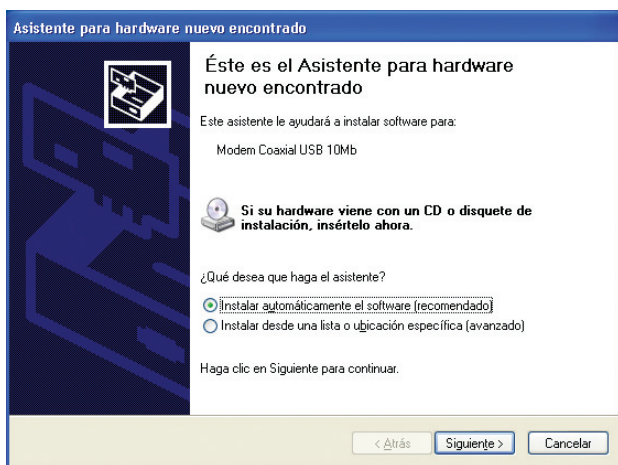 Asistente para hardware nuevo encontrado
Éste es el Asistente para hardware
nuevo encontrado
Este asistente le ayudará a instalar software para:
Modem Coaxial USB 10Mb
Si su hardware viene con un CD o disquete de
instalación, insértelo ahora.
¿Qué desea que haga el asistente?
Instalar automáticamente el software (recomendado)
Instalar desde una lista o ubicación específica (avanzado)
Haga clic en Siguiente para continuar.
< Atrás Siguiente > Cancelar